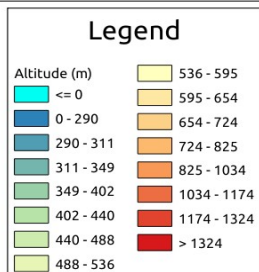 Legend
Altitude (m)
<= 0
0 - 290
290 - 311
311 - 349
349 - 402
402 - 440
440 - 488
488 - 536
536 - 595
595 - 654
654 - 724
724 - 825
825 - 1034
1034 - 1174
1174 - 1324
> 1324